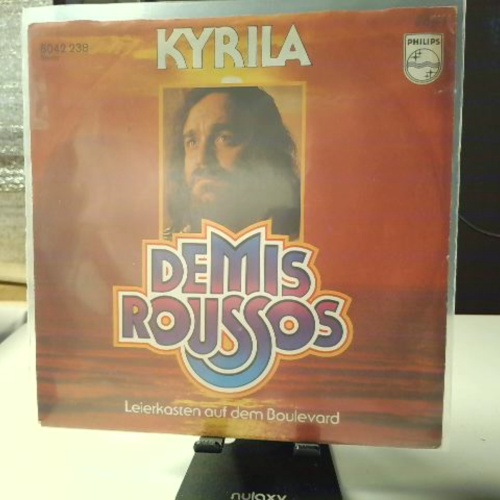 6042 238
KYRILA
PHILIPS
DEMIS
ROUSSOS
Leierkasten auf dem Boulevard
nulaxy